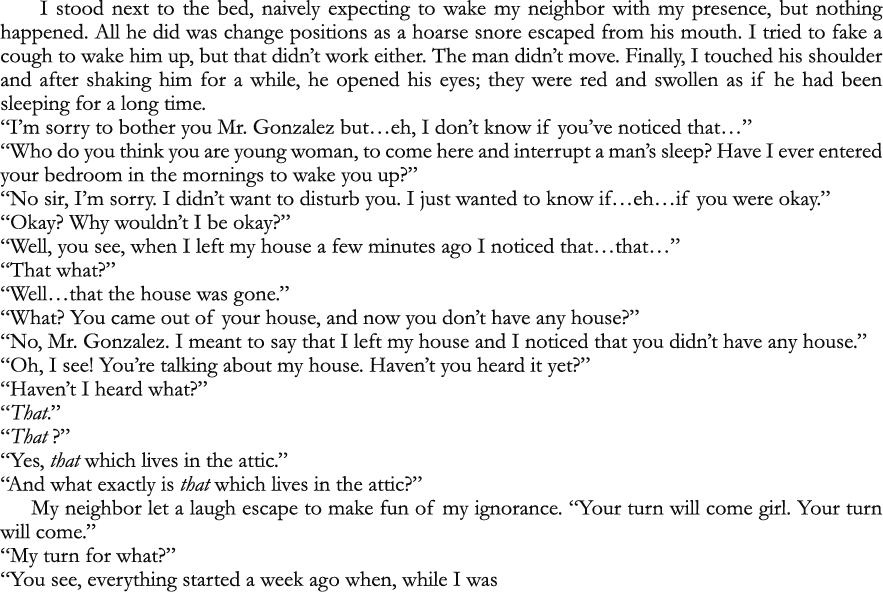 I stood next to the bed, naively expecting to wake my neighbor with my presence, but nothing
happened. All he did was change positions as a hoarse snore escaped from his mouth. I tried to fake a
cough to wake him up, but that didn’t work either. The man didn’t move. Finally, I touched his shoulder
and after shaking him for a while, he opened his eyes; they were red and swollen as if he had been
sleeping for a long time.
“I’m sorry to bother you Mr. Gonzalez but…eh, I don’t know if you’ve noticed that…”
“Who do you think you are young woman, to come here and interrupt a man’s sleep? Have I ever entered
your bedroom in the mornings to wake you up?”
“No sir, I’m sorry. I didn’t want to disturb you. I just wanted to know if…eh…if you were okay.”
“Okay? Why wouldn’t I be okay?”
“Well, you see, when I left my house a few minutes ago I noticed that…that…”
“That what?”
“Well…that the house was gone.”
“What? You came out of your house, and now you don’t have any house?”
“No, Mr. Gonzalez. I meant to say that I left my house and I noticed that you didn’t have any house.”
“Oh, I see! You’re talking about my house. Haven’t you heard it yet?”
“Haven’t I heard what?”
“That.”
“That ?”
“Yes, that which lives in the attic.”
“And what exactly is that which lives in the attic?”
My neighbor let a laugh escape to make fun of my ignorance. “Your turn will come girl. Your turn
will come.”
“My turn for what?”
“You see, everything started a week ago when, while I was